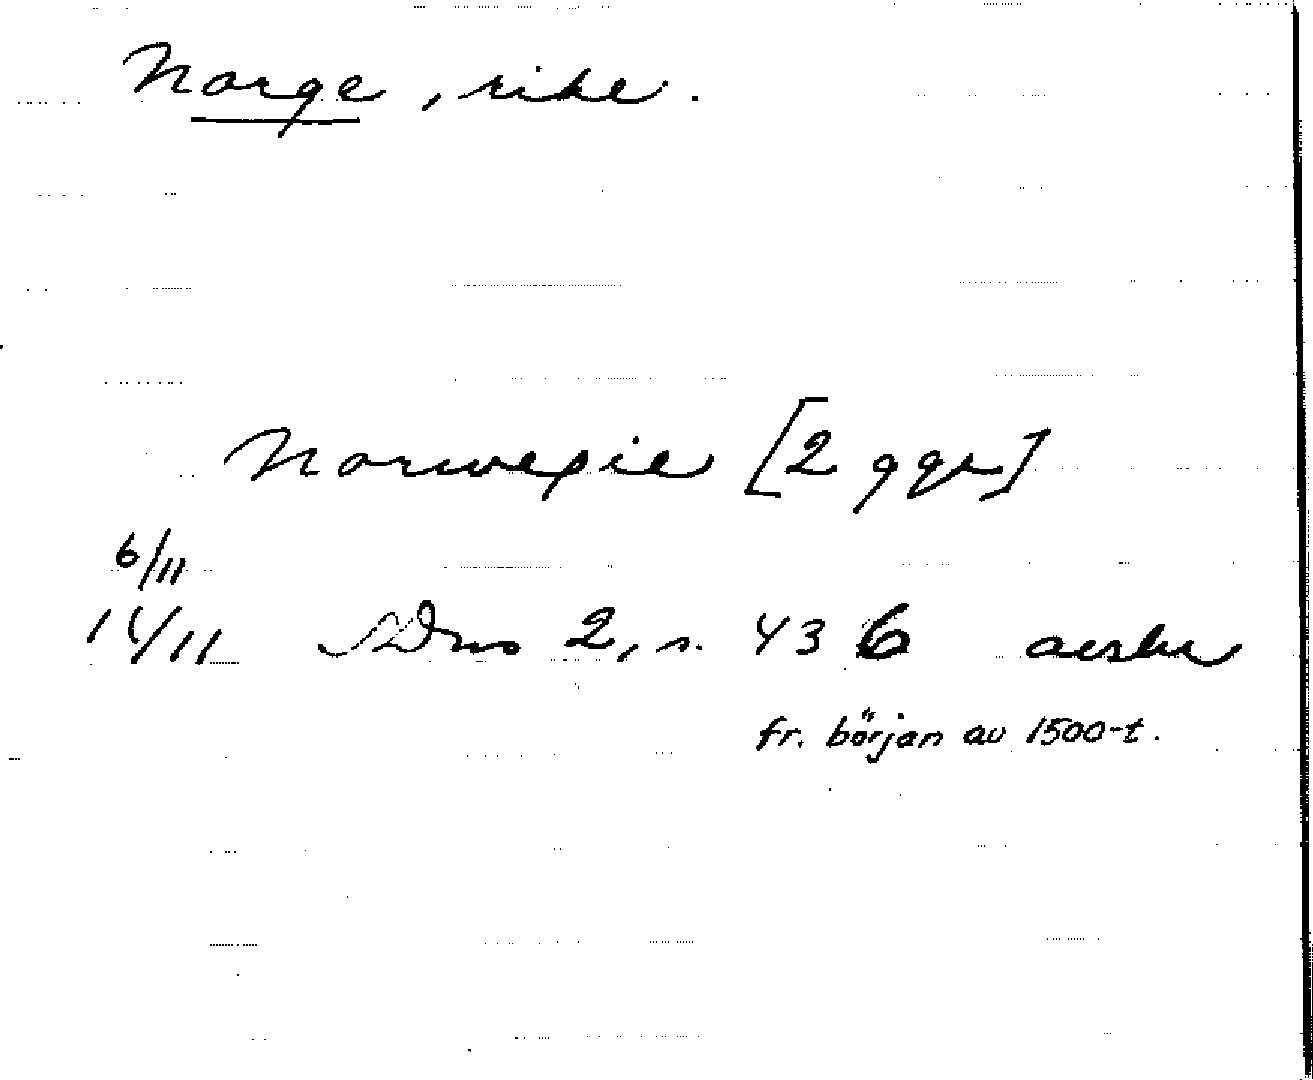 Norge, rike.
Norwegie [2 ggr]
6/11
14/11 SDns 2, s. 436 avskr
fr. början av 1500-t.